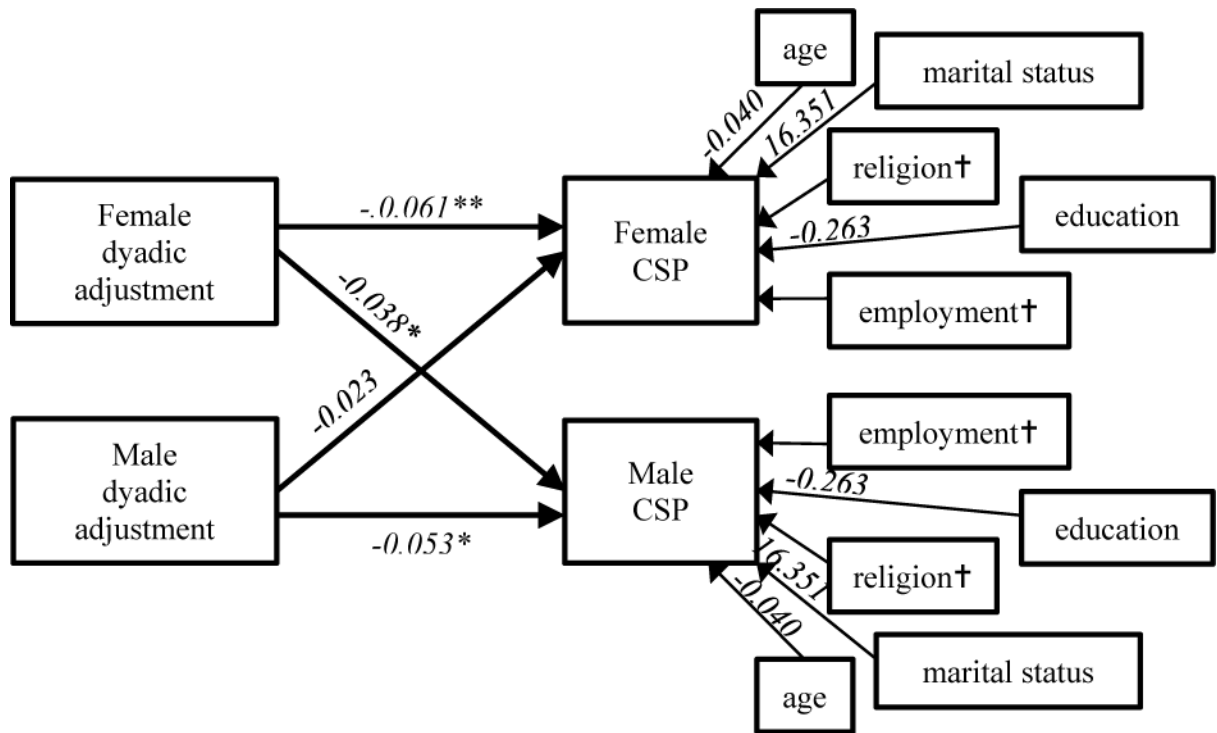 age
marital status
-0.040
16.351
religion†
Female
dyadic
adjustment
-.0.061**
Female
CSP
-0.263
education
employment†
-0.038*
-0.023
Male
dyadic
adjustment
-0.053*
Male
CSP
employment†
-0.263
education
religion†
16.351
-0.040
marital status
age